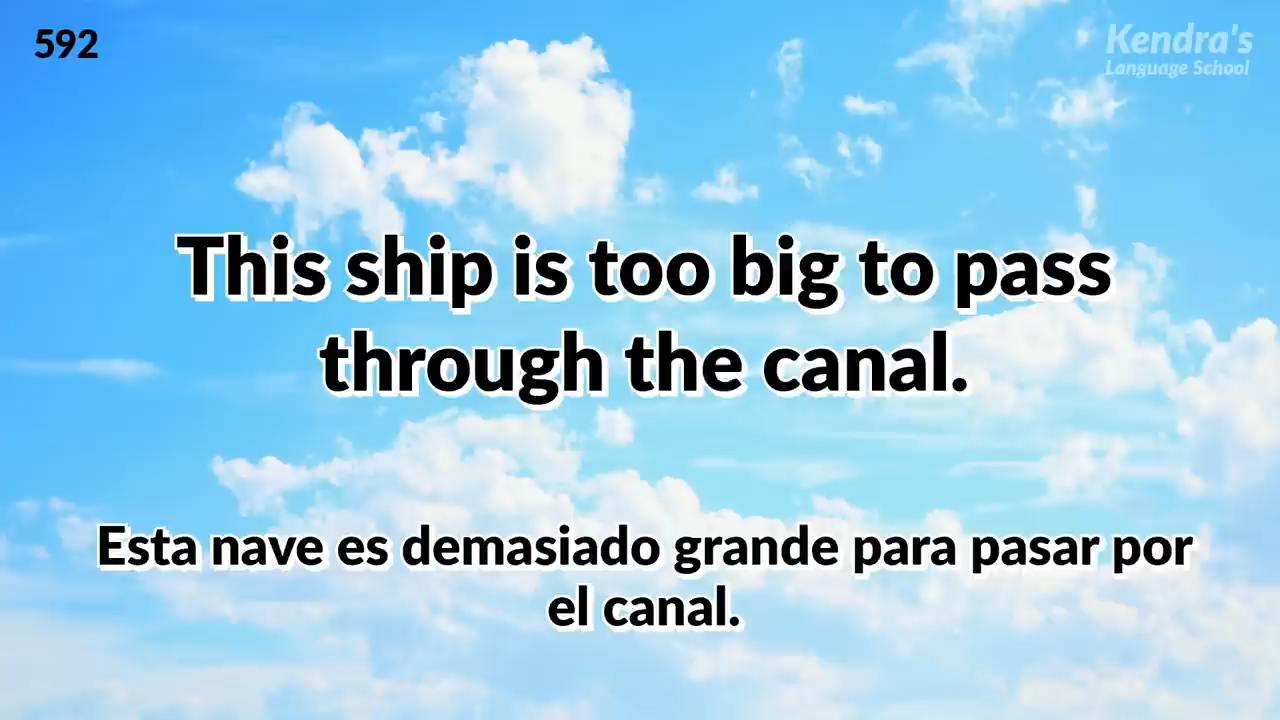 592
Kendra's
Language School
This ship is too big to pass
through the canal.
Esta nave es demasiado grande para pasar por
el canal.